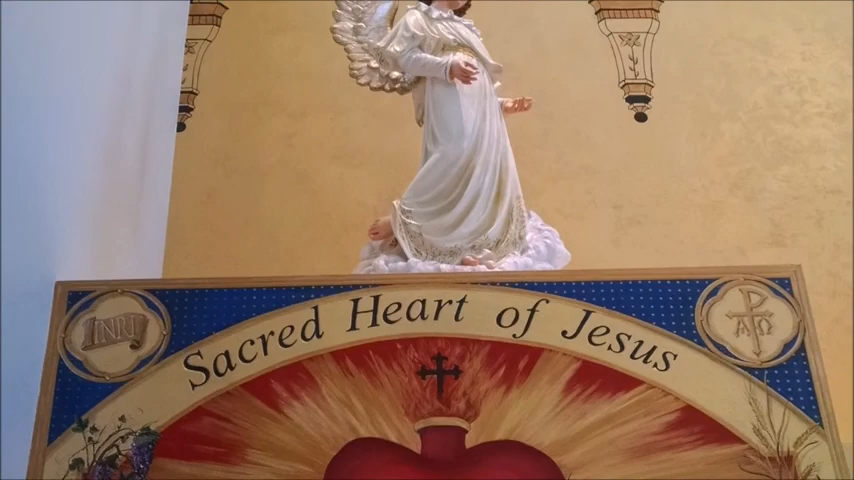 INRI
Sacred Heart of Jesus
Α Ω